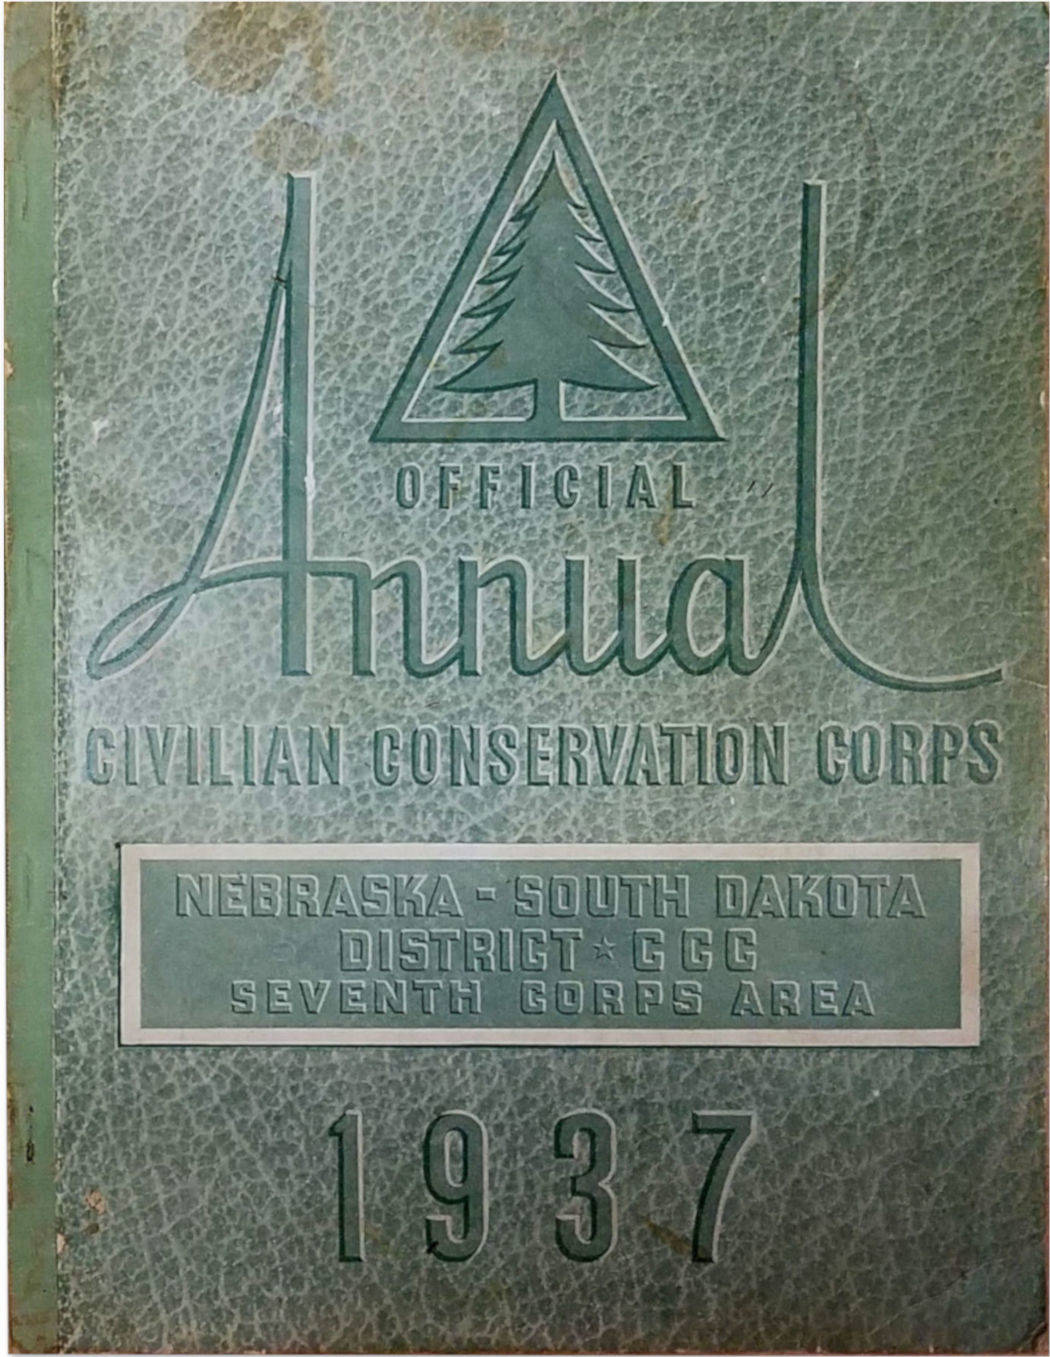 OFFICIAL
Annual
CIVILIAN CONSERVATION CORPS
NEBRASKA - SOUTH DAKOTA
DISTRICT ★ CCC
SEVENTH CORPS AREA
1937